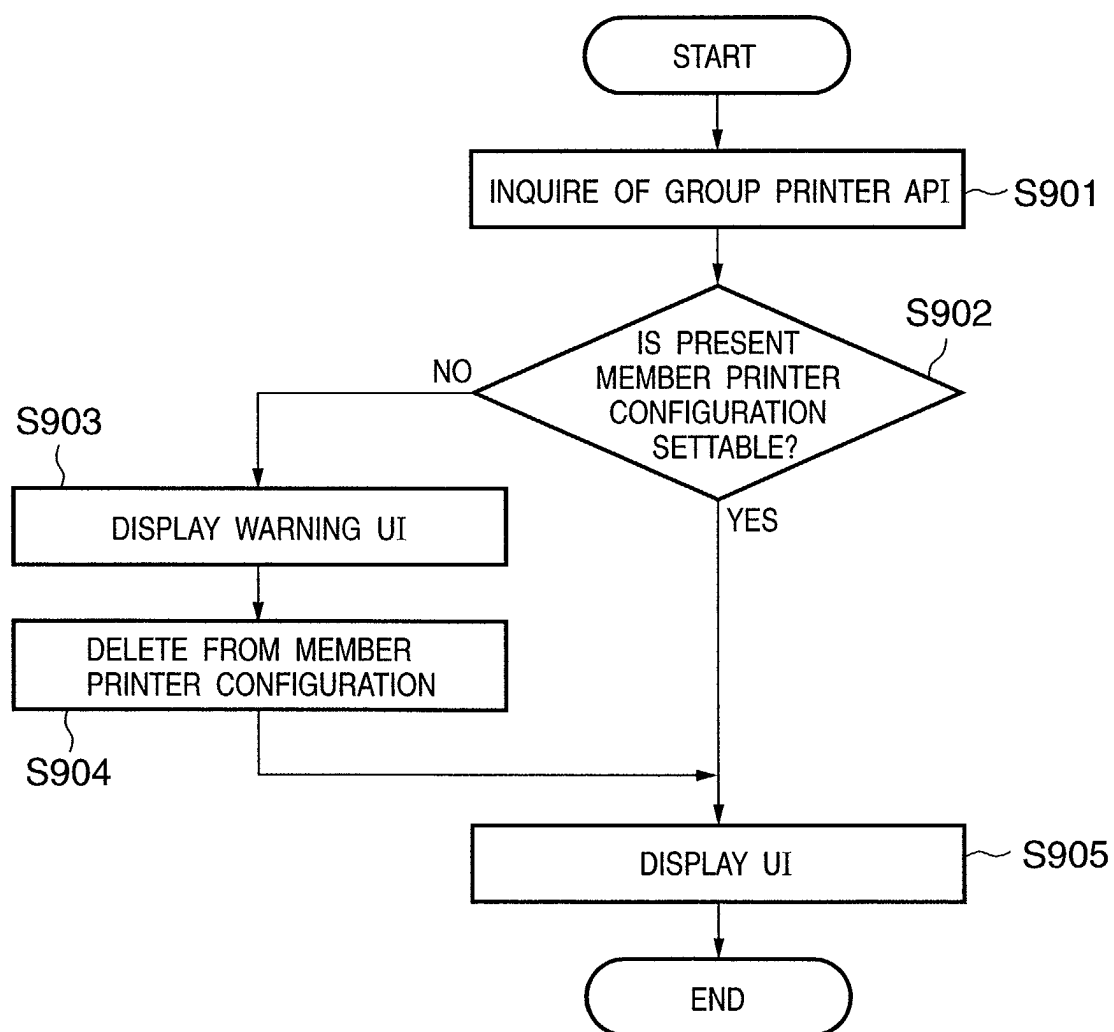 START
INQUIRE OF GROUP PRINTER API
S901
S902
IS PRESENT
MEMBER PRINTER
CONFIGURATION
SETTABLE?
NO
YES
S903
DISPLAY WARNING UI
DELETE FROM MEMBER
PRINTER CONFIGURATION
S904
DISPLAY UI
S905
END